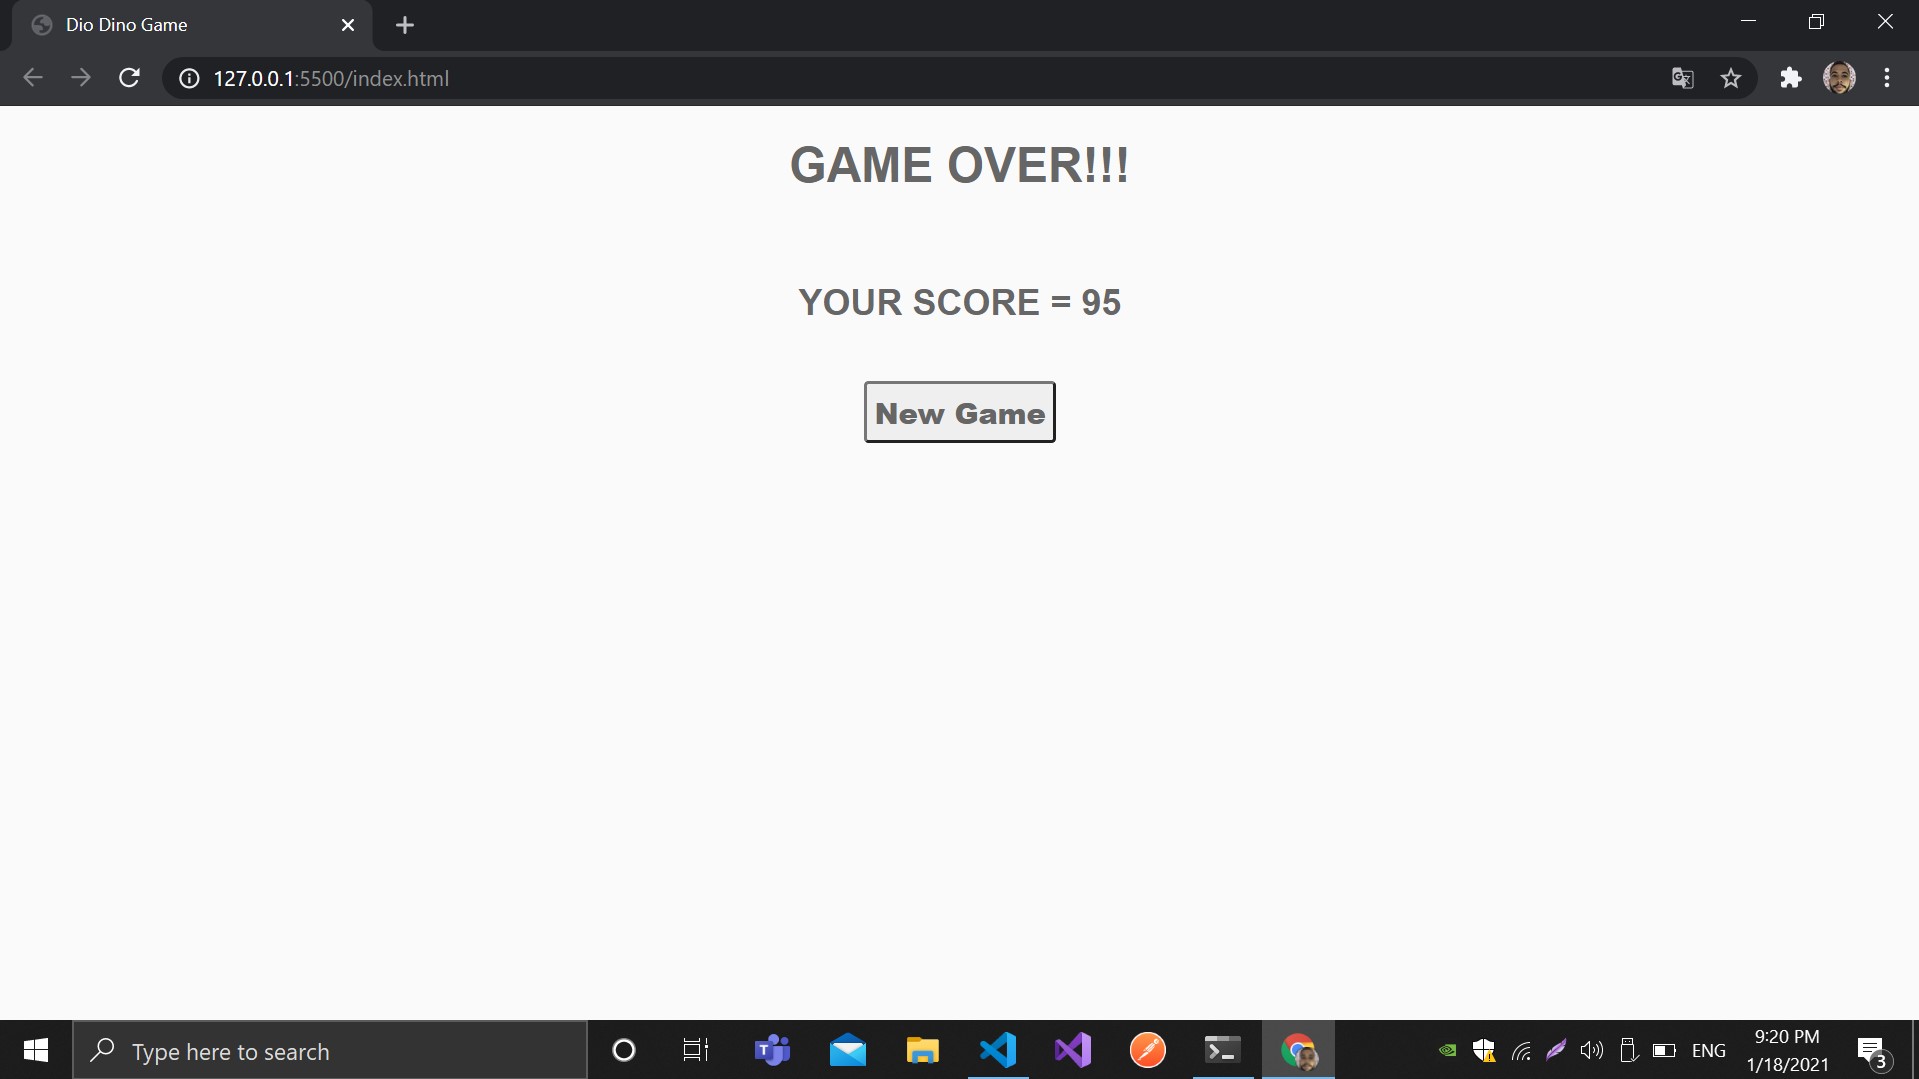 Dio Dino Game
127.0.0.1:5500/index.html
GAME OVER!!!
YOUR SCORE = 95
New Game
Type here to search
ENG
9:20 PM
1/18/2021
3